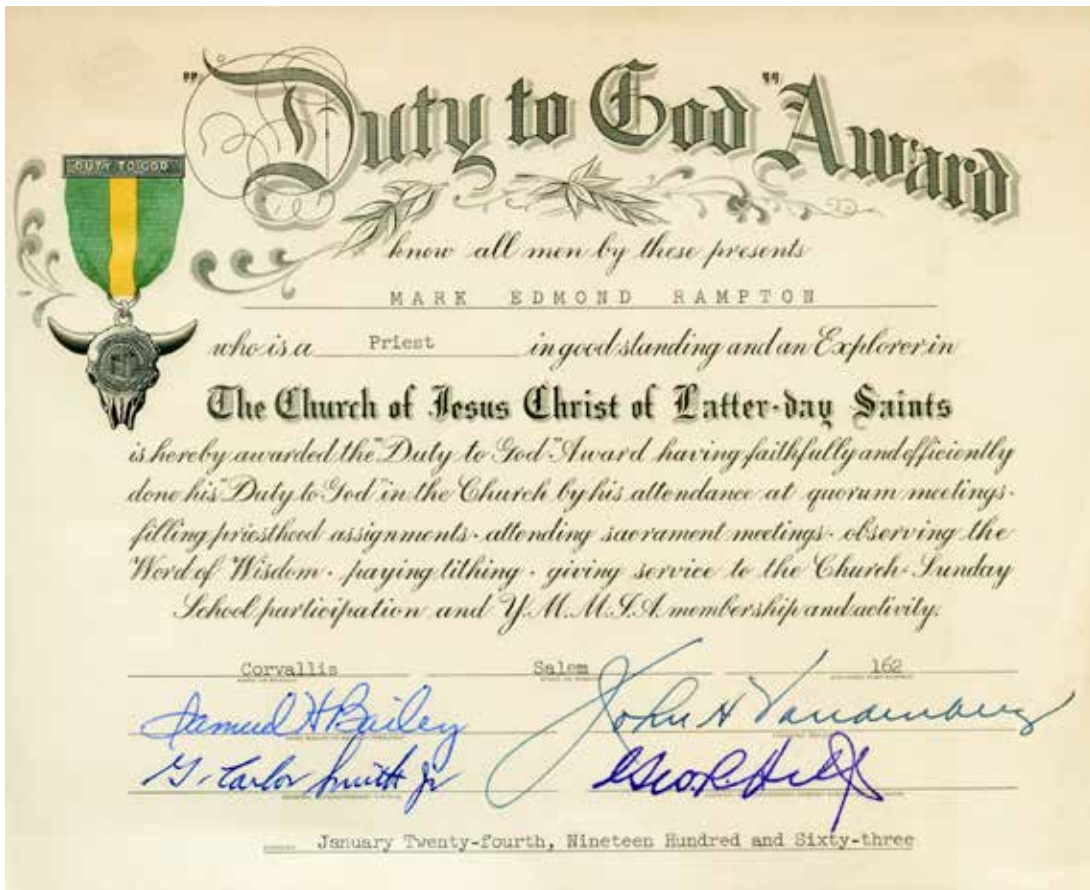 "Duty to God" Award
DUTY TO GOD
know all men by these presents
MARK EDMOND RAMPTON
who is a Priest in good standing and an Explorer in
The Church of Jesus Christ of Latter-day Saints
is hereby awarded the "Duty to God" Award having faithfully and efficiently
done his "Duty to God" in the Church by his attendance at quorum meetings -
filling priesthood assignments - attending sacrament meetings - observing the
Word of Wisdom - paying tithing - giving service to the Church - Sunday
School participation and Y.M.M.I.A. membership and activity.
Corvallis Salem 162
Samuel H Bailey John H Vandenberg
G. Carlos Smith Jr Geo R Hill
January Twenty-fourth, Nineteen Hundred and Sixty-three